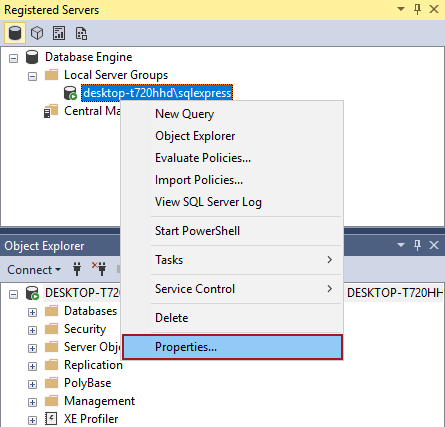 Registered Servers
Database Engine
Local Server Groups
desktop-t720hhd\sqlexpress
Central Ma
New Query
Object Explorer
Evaluate Policies...
Import Policies...
View SQL Server Log
Start PowerShell
Tasks
Service Control
Delete
Properties...
Object Explorer
Connect
DESKTOP-T720 DESKTOP-T720HH
Databases
Security
Server Obje
Replication
PolyBase
Management
XE Profiler